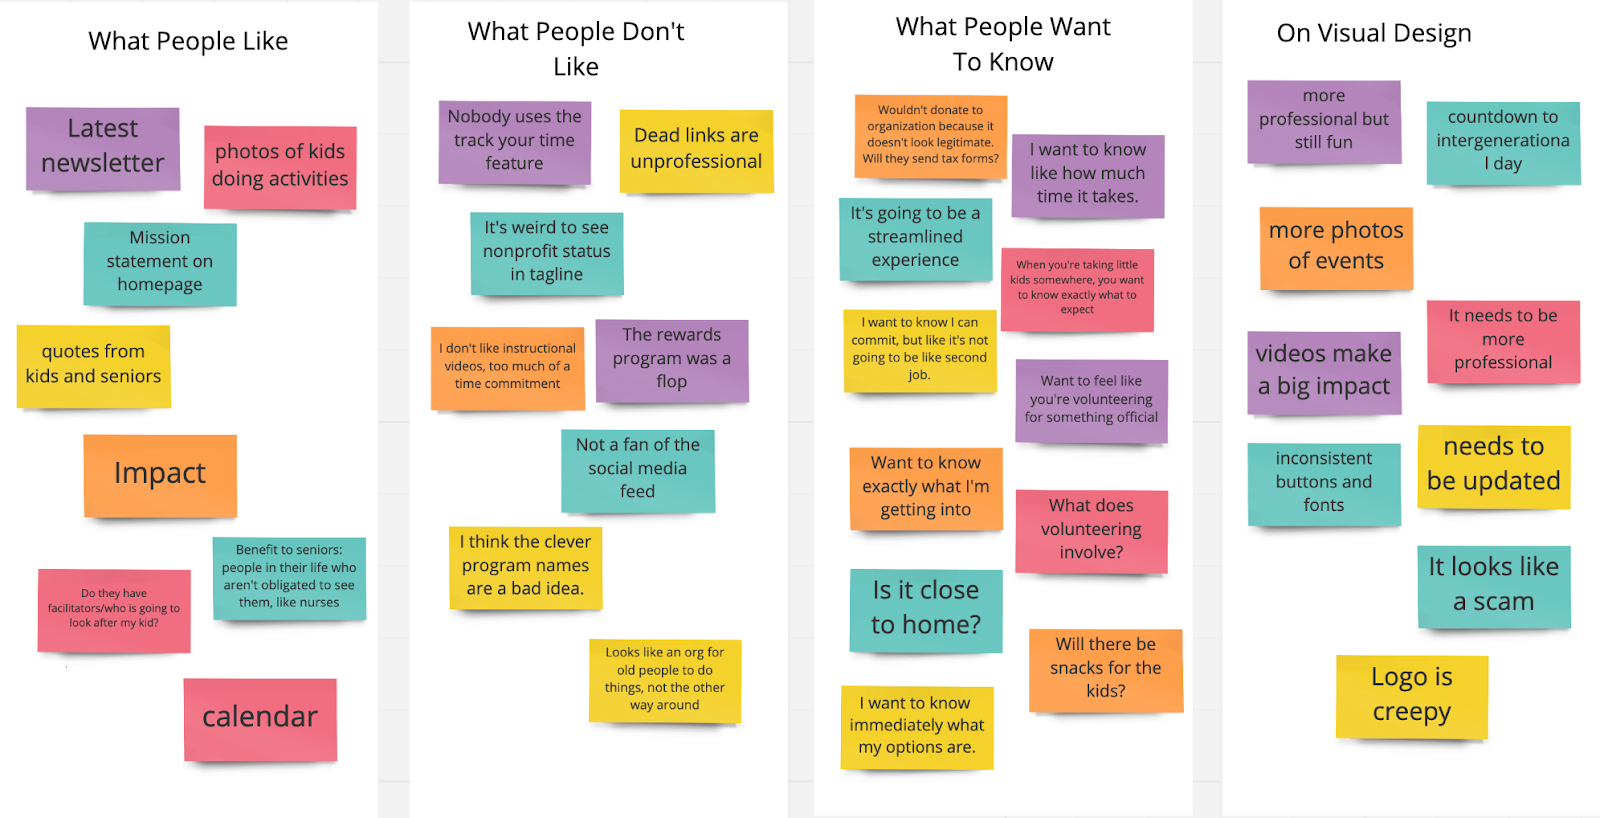 What People Like
Latest
newsletter
photos of kids
doing activities
Mission
statement on
homepage
quotes from
kids and seniors
Impact
Benefit to seniors:
people in their life who
aren't obligated to see
them, like nurses
Do they have
facilitators/who is going to
look after my kid?
calendar
What People Don't
Like
Nobody uses the
track your time
feature
Dead links are
unprofessional
It's weird to see
nonprofit status
in tagline
I don't like instructional
videos, too much of a
time commitment
The rewards
program was a
flop
Not a fan of the
social media
feed
I think the clever
program names
are a bad idea.
Looks like an org for
old people to do
things, not the other
way around
What People Want
To Know
Wouldn't donate to
organization because it
doesn't look legitimate.
Will they send tax forms?
I want to know
like how much
time it takes.
It's going to be a
streamlined
experience
When you're taking little
kids somewhere, you want
to know exactly what to
expect
I want to know I can
commit, but like it's not
going to be like second
job.
Want to feel like
you're volunteering
for something official
Want to know
exactly what I'm
getting into
What does
volunteering
involve?
Is it close
to home?
Will there be
snacks for the
kids?
I want to know
immediately what
my options are.
On Visual Design
more
professional but
still fun
countdown to
intergenerationa
l day
more photos
of events
It needs to be
more
professional
videos make
a big impact
needs to
be updated
inconsistent
buttons and
fonts
It looks like
a scam
Logo is
creepy